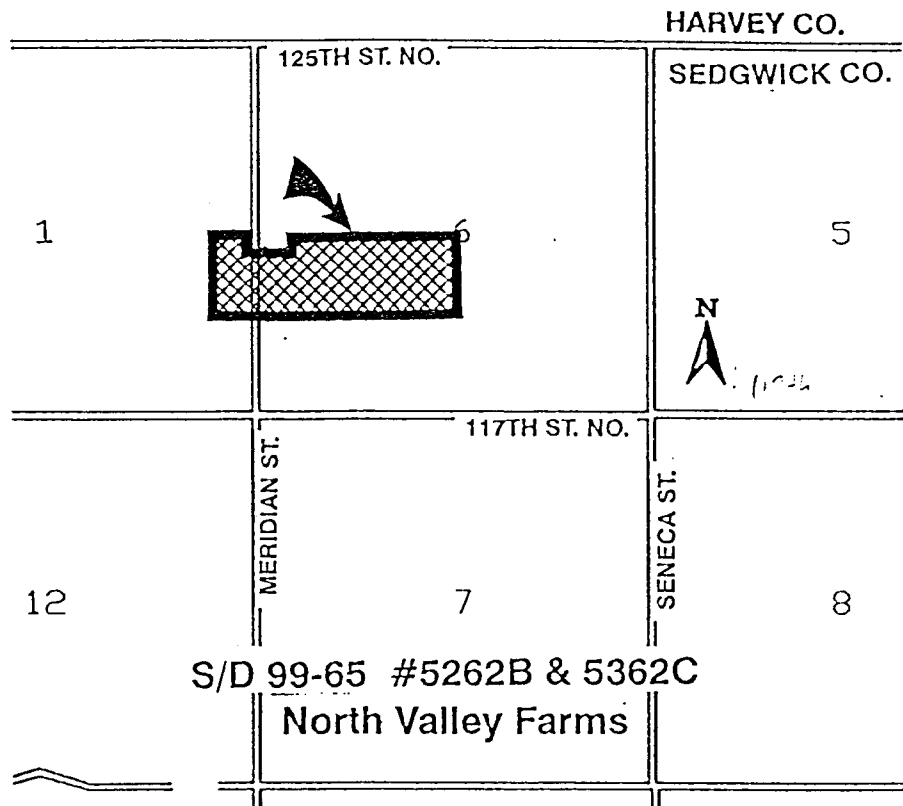 HARVEY CO.
125TH ST. NO.
SEDGWICK CO.
1
6
5
N
117TH ST. NO.
MERIDIAN ST.
SENECA ST.
12
7
8
S/D 99-65 #5262B & 5362C
North Valley Farms